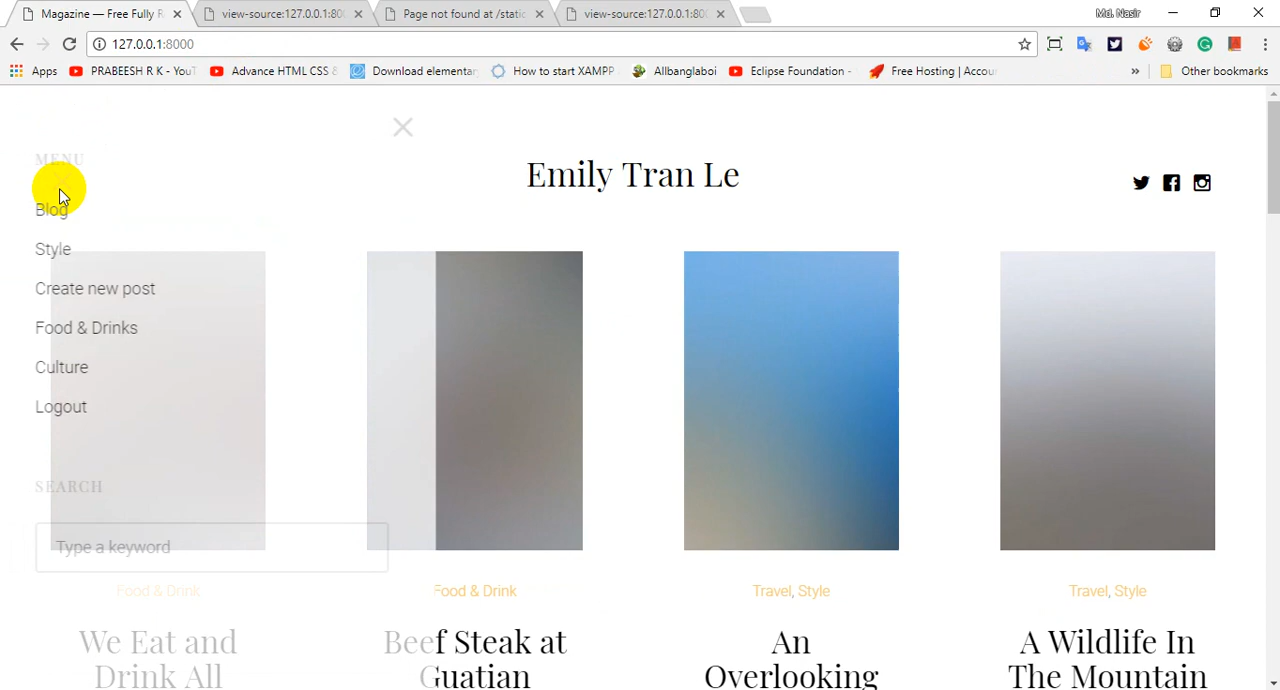 Magazine — Free Fully R
view-source:127.0.0.1:800
Page not found at /static
view-source:127.0.0.1:800
Md. Nasir
127.0.0.1:8000
Apps
PRABEESH R K - YouT
Advance HTML CSS &
Download elementar
How to start XAMPP
Allbanglaboi
Eclipse Foundation -
Free Hosting | Accou
»
Other bookmarks
MENU
Emily Tran Le
Blog
Style
Create new post
Food & Drinks
Culture
Logout
SEARCH
Type a keyword
Food & Drink
Food & Drink
Travel, Style
Travel, Style
We Eat and
Drink All
Beef Steak at
Guatian
An
Overlooking
A Wildlife In
The Mountain